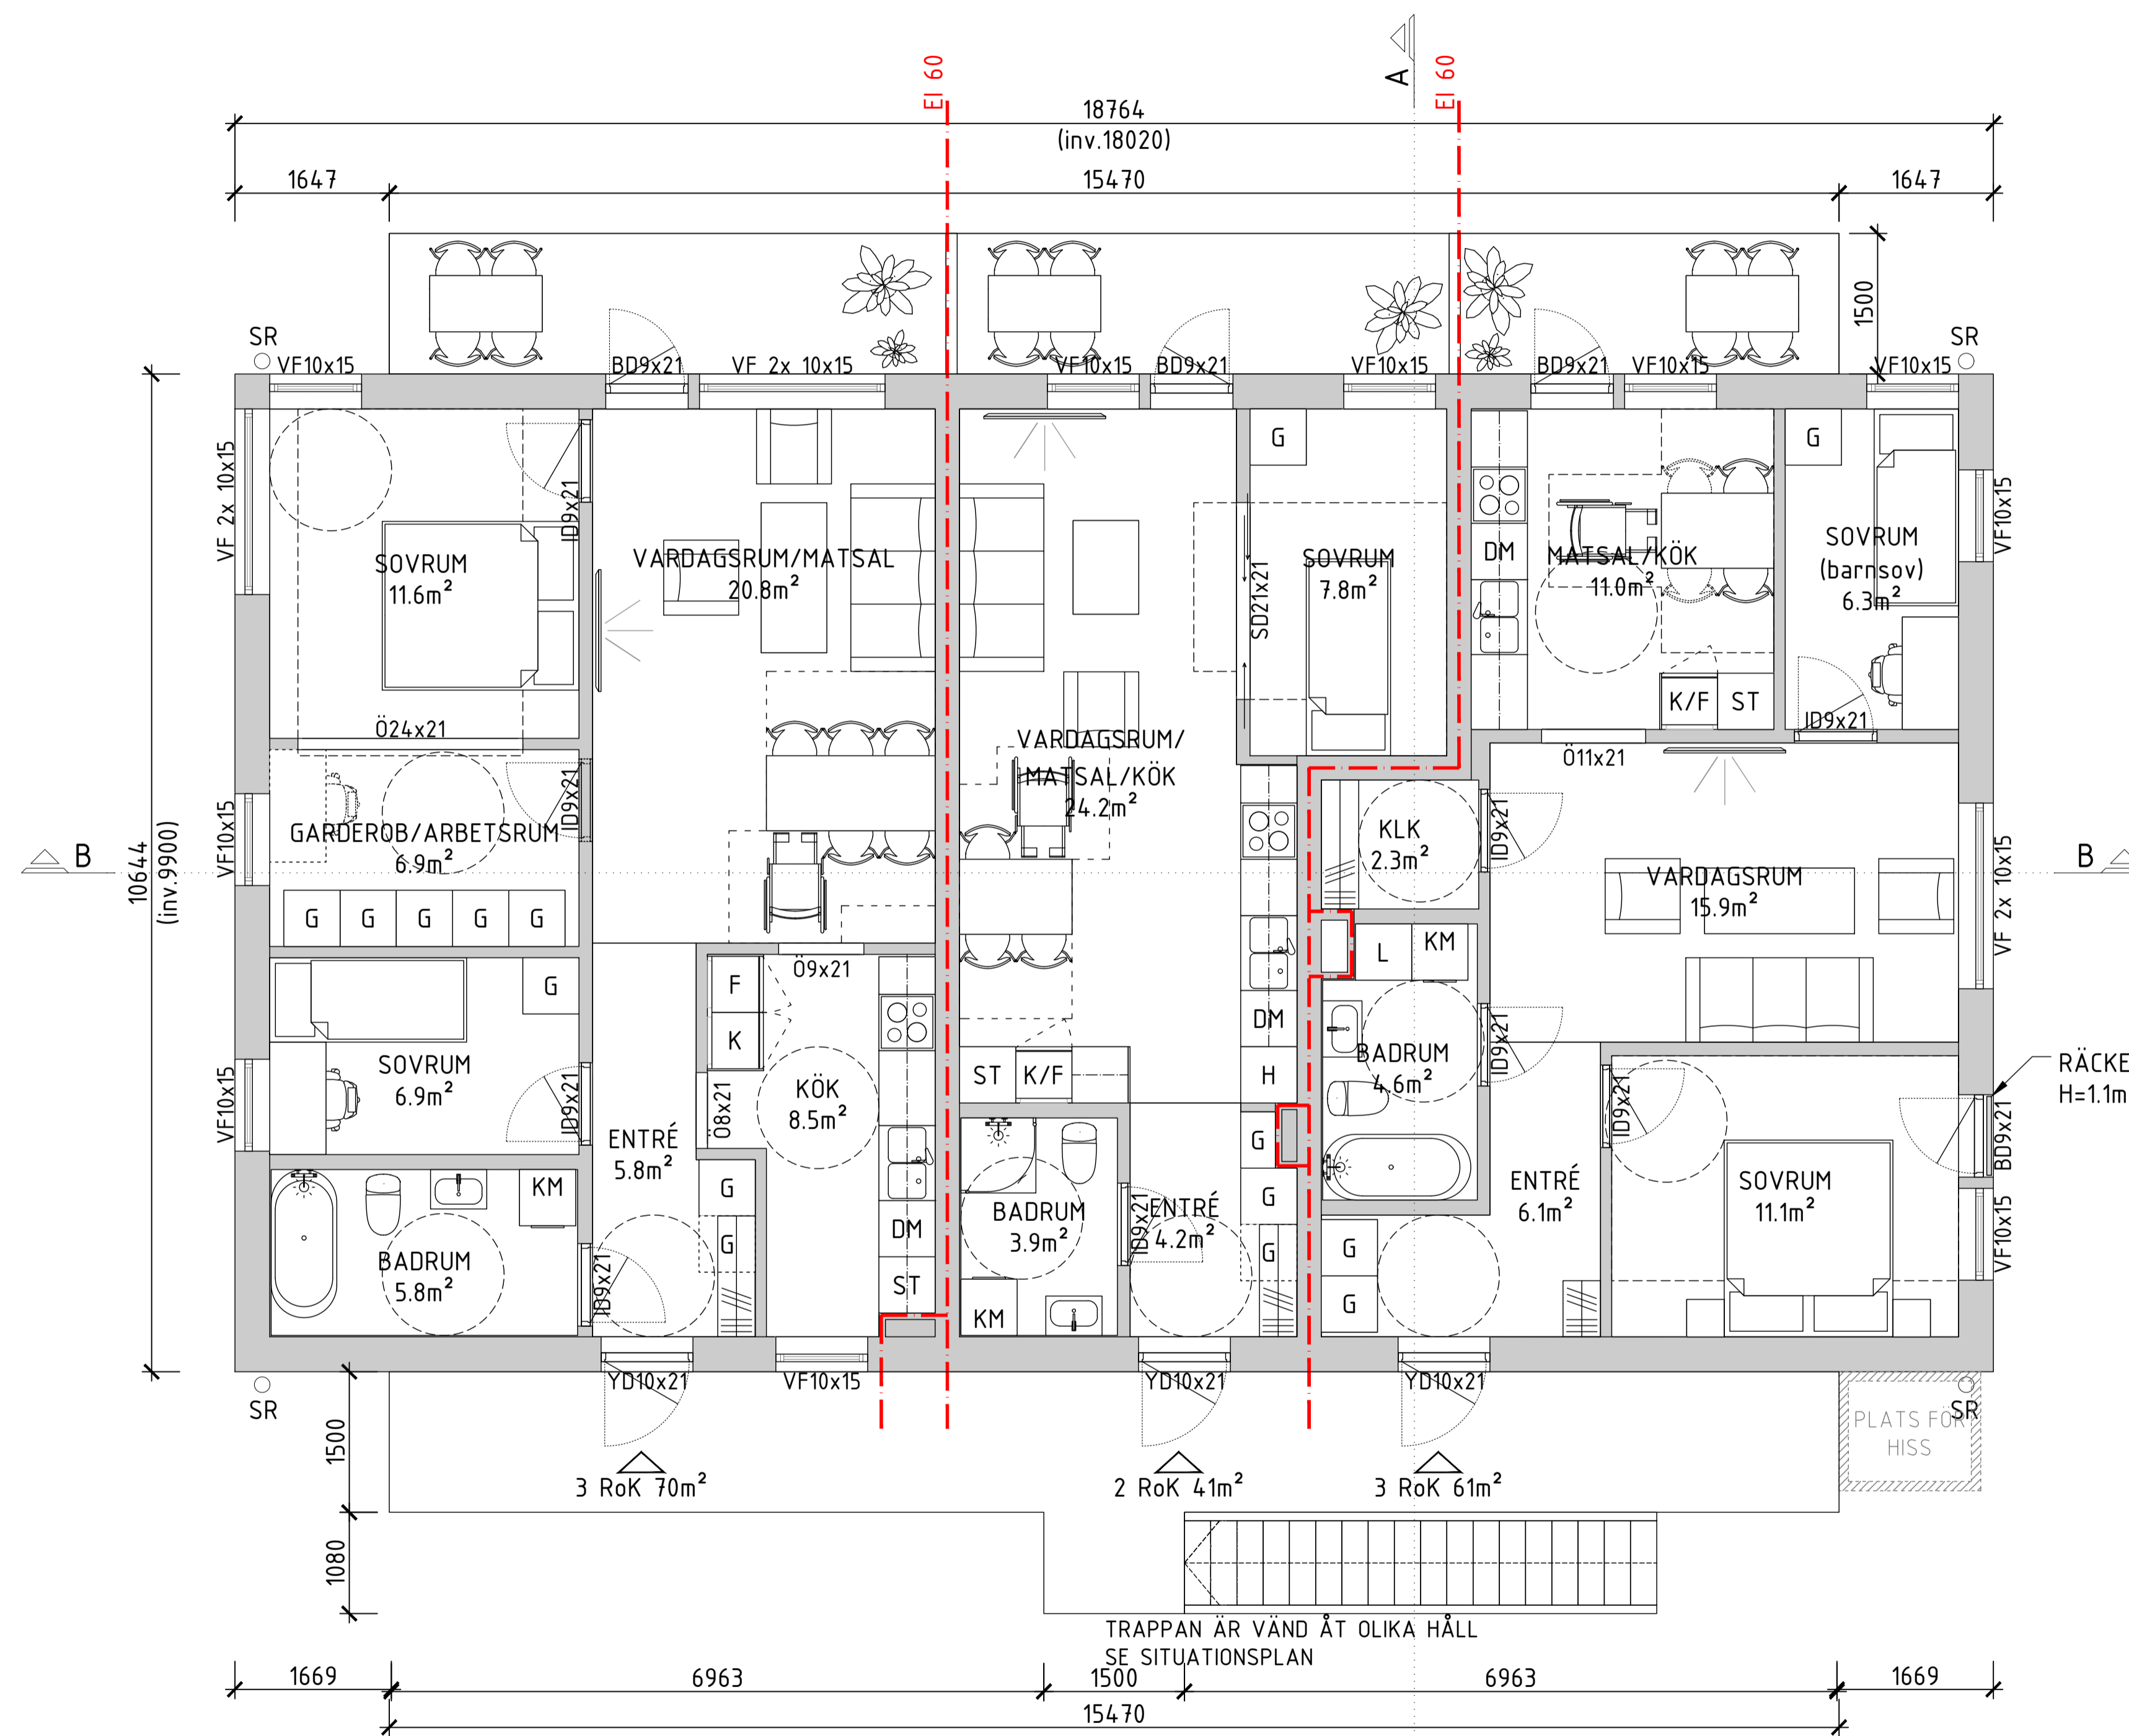 EI 60
A
EI 60
18764
(inv.18020)
1647
15470
1647
1500
SR
VF10x15
BD9x21
VF 2x 10x15
VF10x15
BD9x21
VF10x15
BD9x21
VF10x15
VF10x15
SR
VF 2x 10x15
SOVRUM
11.6m²
ID9x21
VARDAGSRUM/MATSAL
20.8m²
G
SOVRUM
7.8m²
SD21x21
DM
MATSAL/KÖK
11.0m²
G
SOVRUM
(barnsov)
6.3m²
VF10x15
K/F
ST
ID9x21
Ö24x21
Ö11x21
VARDAGSRUM/
MATSAL/KÖK
24.2m²
10644
(inv.9900)
B
VF10x15
GARDEROB/ARBETSRUM
6.9m²
ID9x21
G
G
G
G
G
KLK
2.3m²
ID9x21
VARDAGSRUM
15.9m²
VF 2x 10x15
B
L
KM
Ö9x21
F
K
G
SOVRUM
6.9m²
ID9x21
VF10x15
Ö8x21
KÖK
8.5m²
ENTRÉ
5.8m²
ST
K/F
DM
H
BADRUM
4.6m²
ID9x21
RÄCKE
H=1.1m
BD9x21
ID9x21
SOVRUM
11.1m²
VF10x15
ENTRÉ
6.1m²
G
G
G
G
G
KM
BADRUM
5.8m²
ID9x21
DM
ST
BADRUM
3.9m²
KM
ID9x21
ENTRÉ
4.2m²
G
G
YD10x21
VF10x15
YD10x21
YD10x21
SR
SR
PLATS FÖR
HISS
1500
3 RoK 70m²
2 RoK 41m²
3 RoK 61m²
1080
TRAPPAN ÄR VÄND ÅT OLIKA HÅLL
SE SITUATIONSPLAN
1669
6963
1500
6963
1669
15470